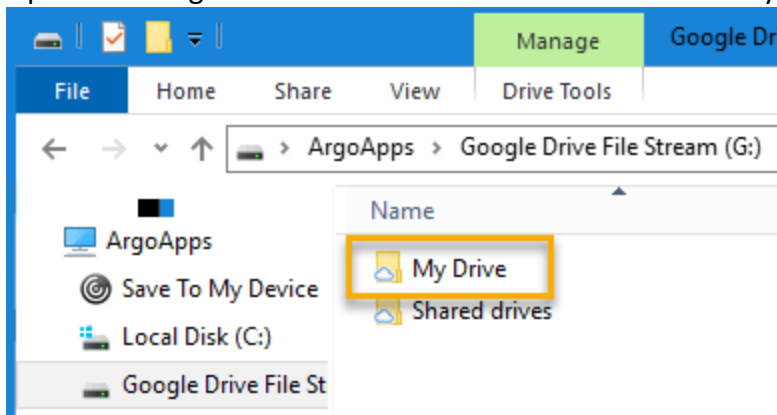 Manage Google Dr
File Home Share View Drive Tools
ArgoApps > Google Drive File Stream (G:)
Name
ArgoApps
My Drive
Save To My Device
Shared drives
Local Disk (C:)
Google Drive File St